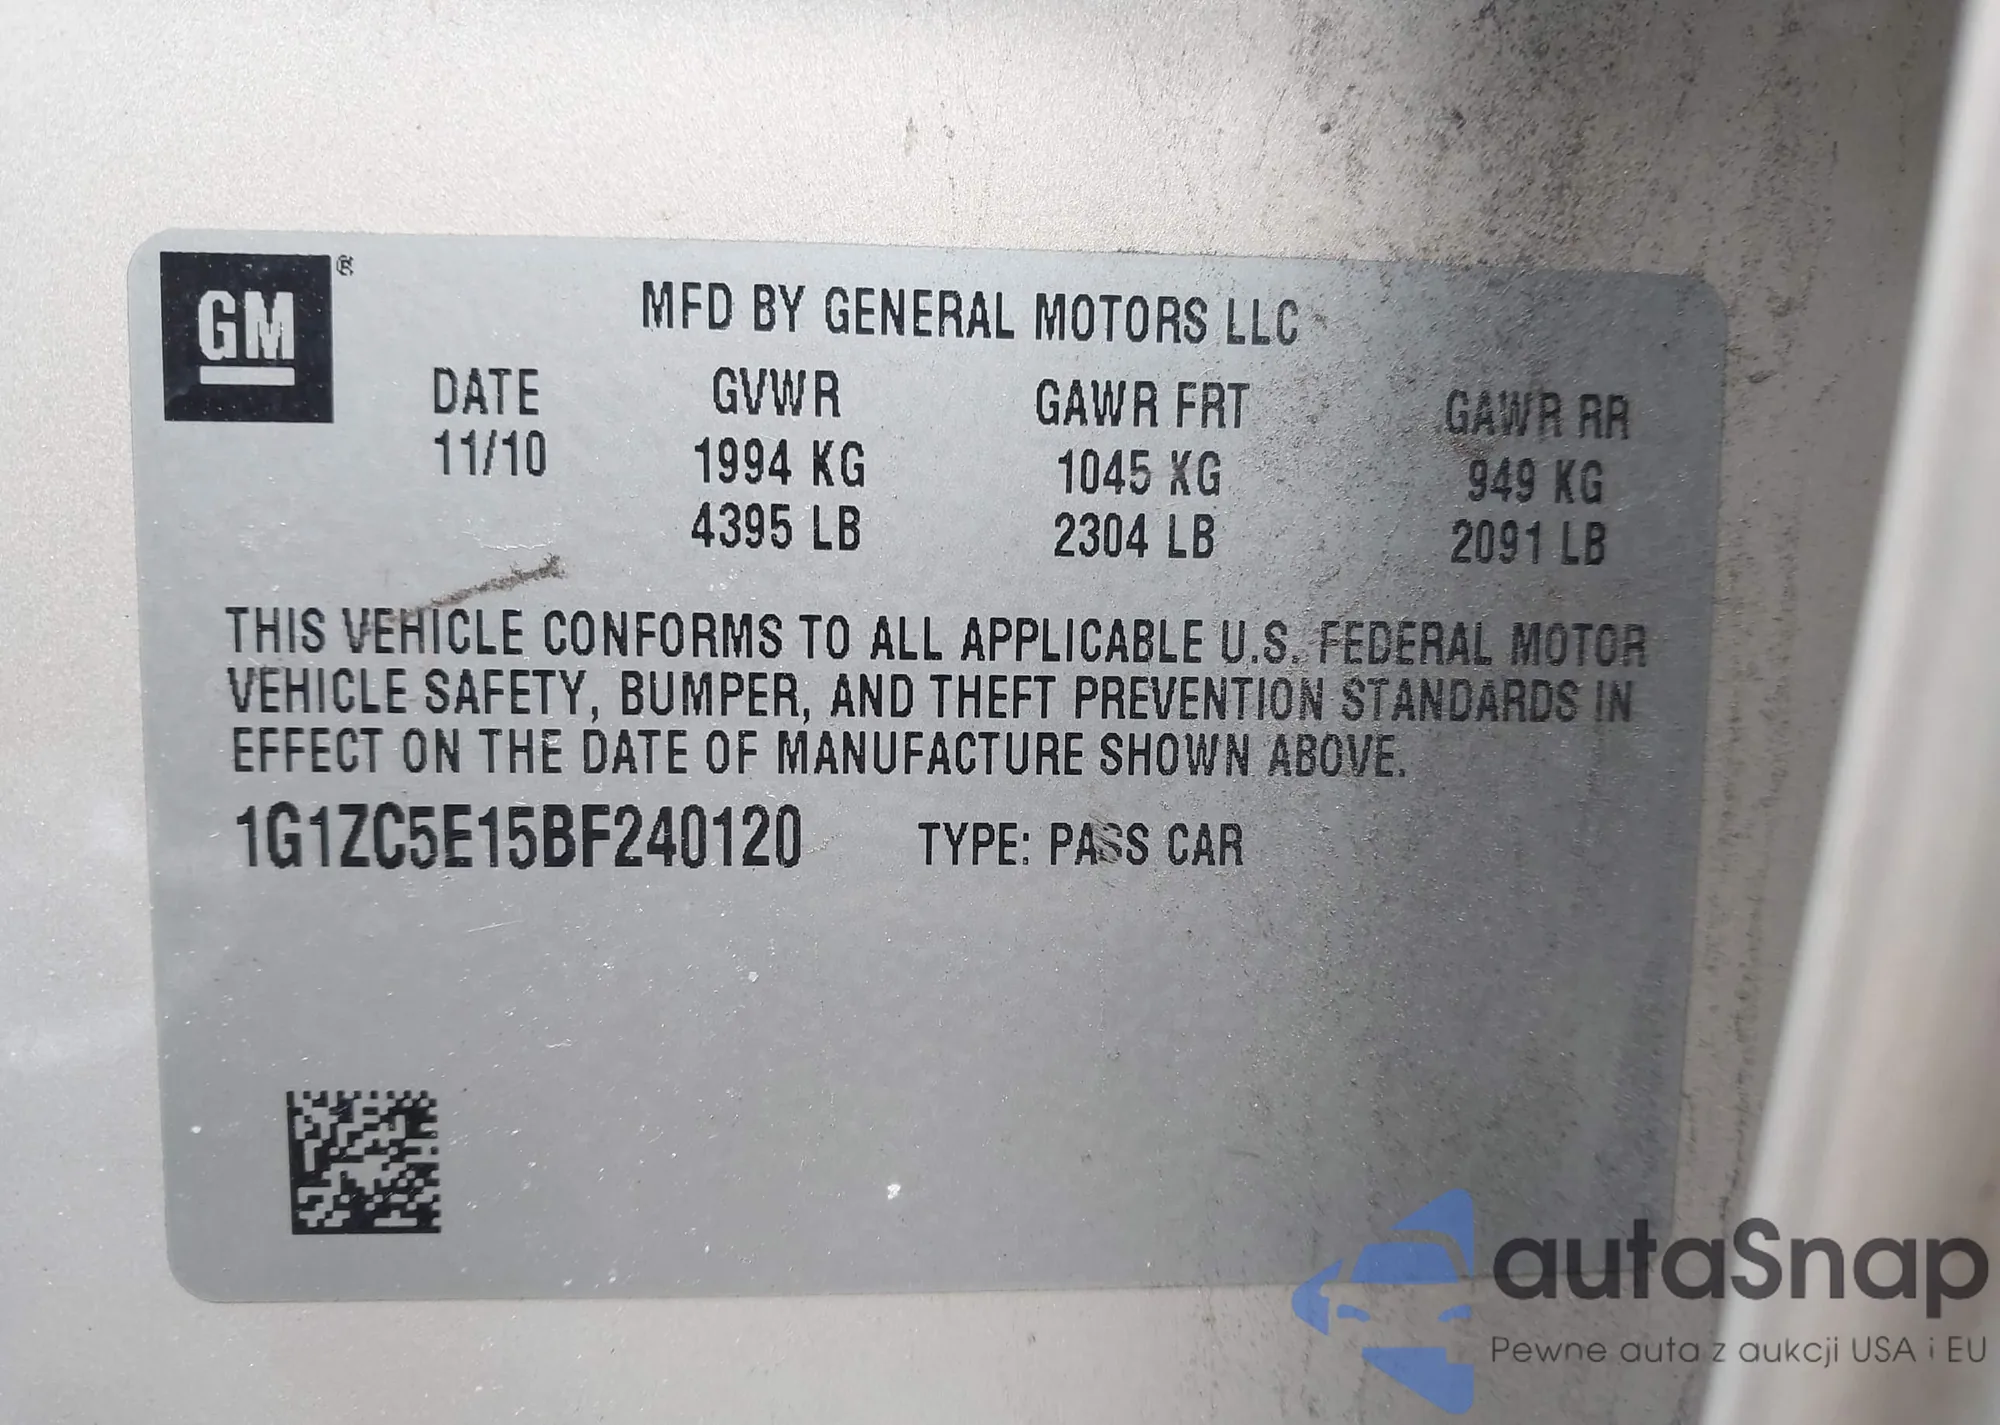 GM ®
MFD BY GENERAL MOTORS LLC
DATE GVWR GAWR FRT GAWR RR
11/10 1994 KG 1045 KG 949 KG
4395 LB 2304 LB 2091 LB
THIS VEHICLE CONFORMS TO ALL APPLICABLE U.S. FEDERAL MOTOR
VEHICLE SAFETY, BUMPER, AND THEFT PREVENTION STANDARDS IN
EFFECT ON THE DATE OF MANUFACTURE SHOWN ABOVE.
1G1ZC5E15BF240120 TYPE: PASS CAR
autaSnap
Pewne auta z aukcji USA i EU